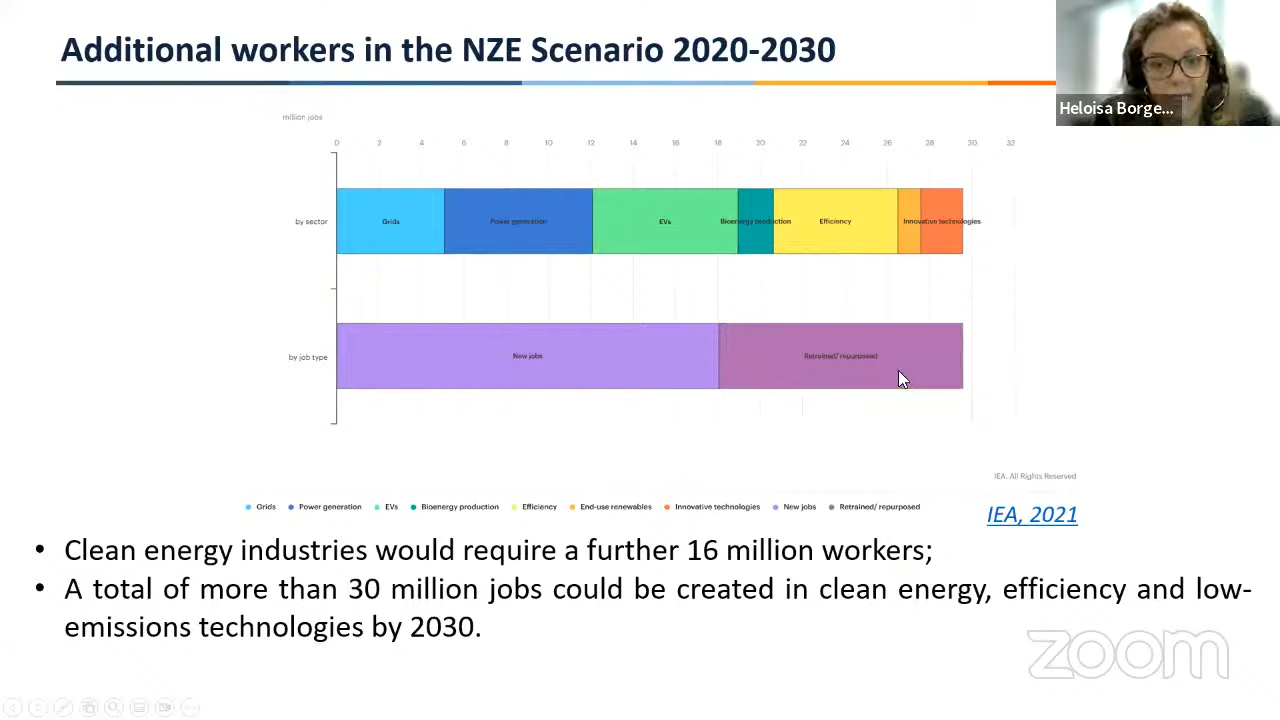 Additional workers in the NZE Scenario 2020-2030
Heloisa Borge...
million jobs
0 2 4 6 8 10 12 14 16 18 20 22 24 26 28 30 32
by sector
Grids Power generation EVs Bioenergy production Efficiency Innovative technologies
by job type
New jobs Retrained/ repurposed
IEA. All Rights Reserved
Grids Power generation EVs Bioenergy production Efficiency End-use renewables Innovative technologies New jobs Retrained/ repurposed
IEA, 2021
• Clean energy industries would require a further 16 million workers;
• A total of more than 30 million jobs could be created in clean energy, efficiency and low-
emissions technologies by 2030.
zoom